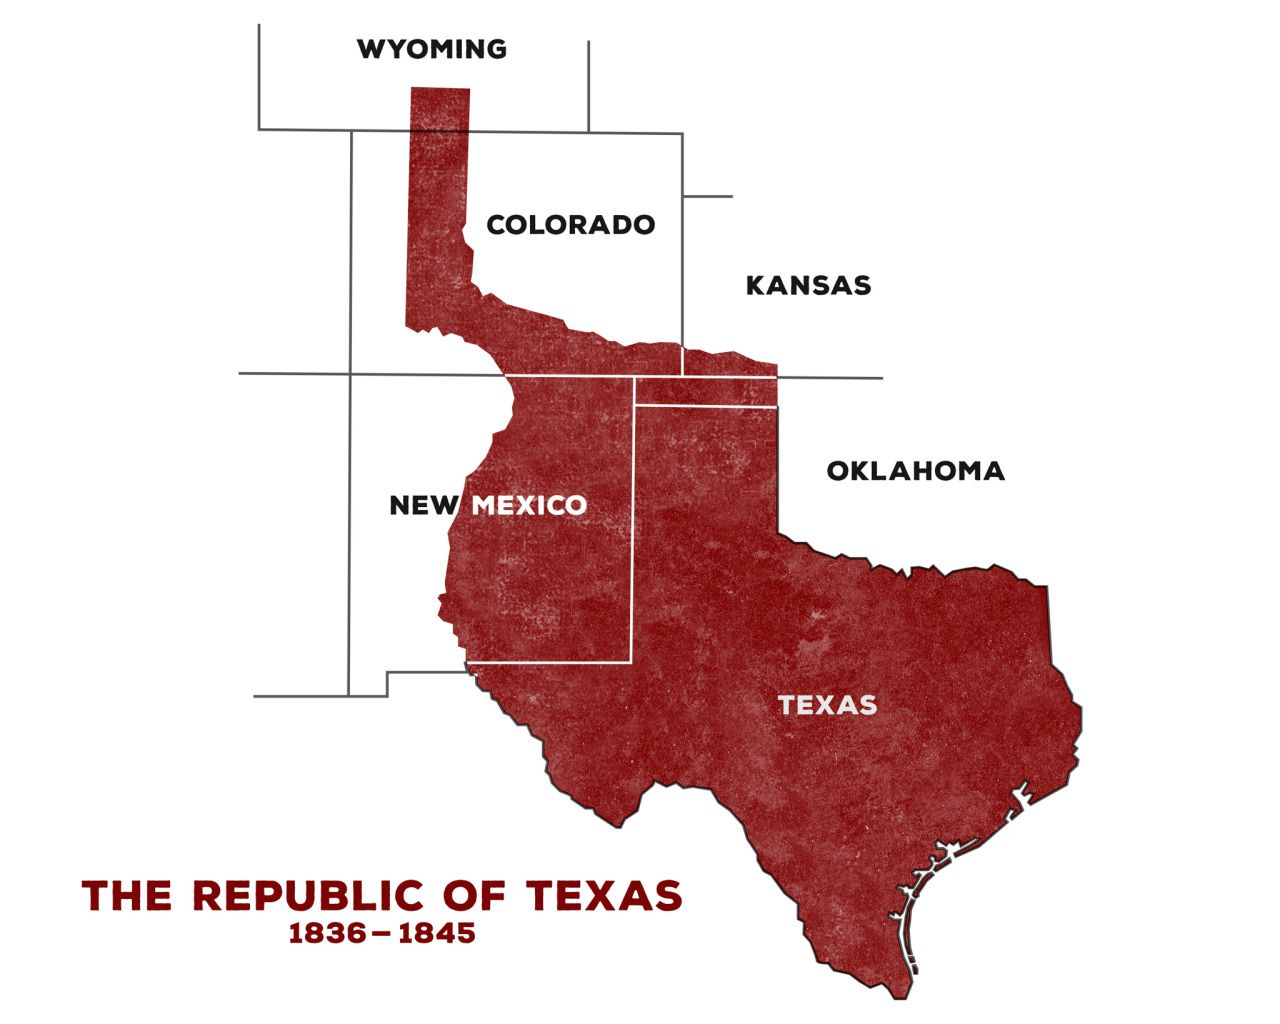 WYOMING
COLORADO
KANSAS
OKLAHOMA
NEW MEXICO
TEXAS
THE REPUBLIC OF TEXAS
1836–1845